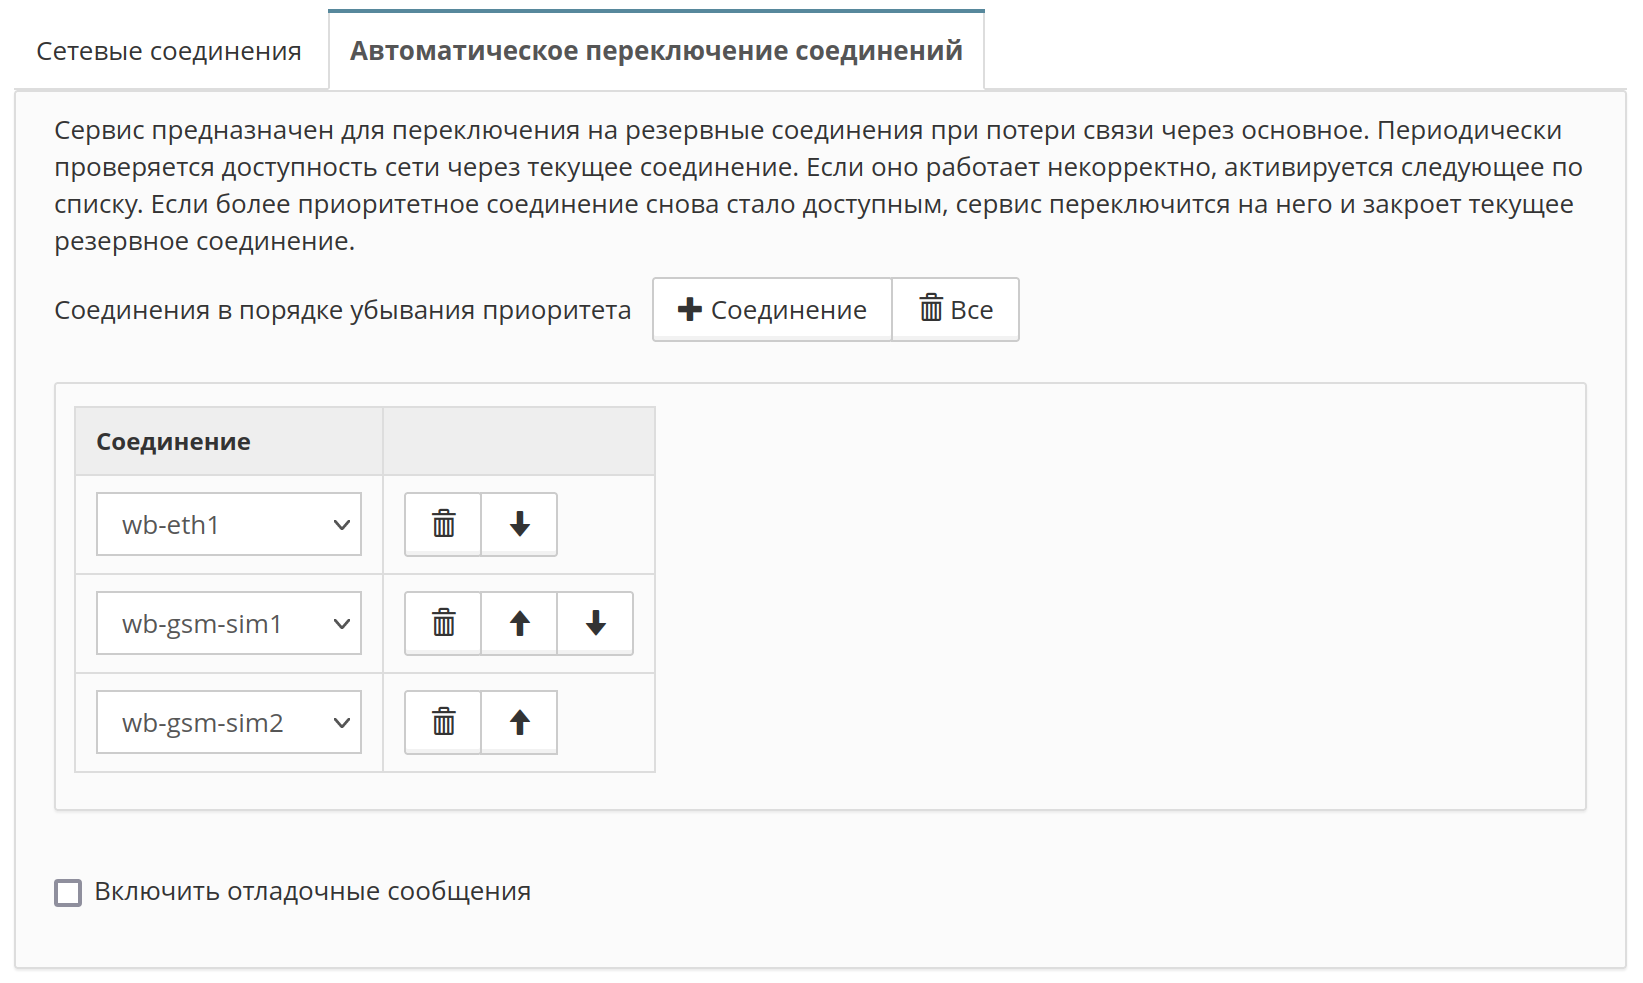 Сетевые соединения
Автоматическое переключение соединений
Сервис предназначен для переключения на резервные соединения при потери связи через основное. Периодически
проверяется доступность сети через текущее соединение. Если оно работает некорректно, активируется следующее по
списку. Если более приоритетное соединение снова стало доступным, сервис переключится на него и закроет текущее
резервное соединение.
Соединения в порядке убывания приоритета
Соединение
Все
Соединение
wb-eth1
wb-gsm-sim1
wb-gsm-sim2
Включить отладочные сообщения